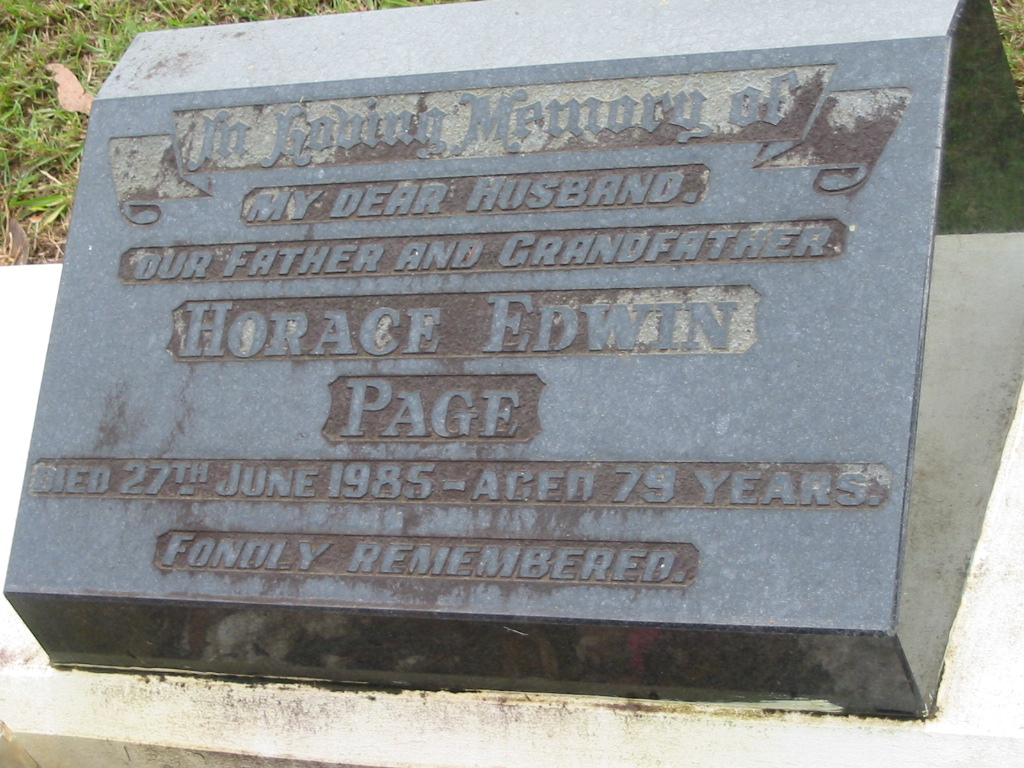 In Loving Memory of
MY DEAR HUSBAND.
OUR FATHER AND GRANDFATHER
HORACE EDWIN
PAGE
DIED 27TH JUNE 1985 - AGED 79 YEARS.
FONDLY REMEMBERED.